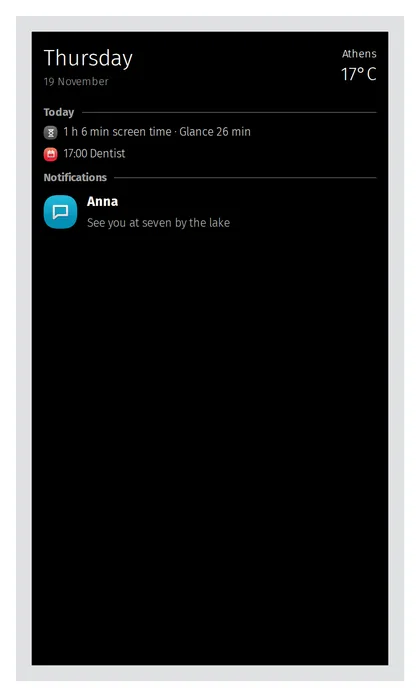 Thursday
Athens
19 November
17° C
Today
1 h 6 min screen time · Glance 26 min
17:00 Dentist
Notifications
Anna
See you at seven by the lake